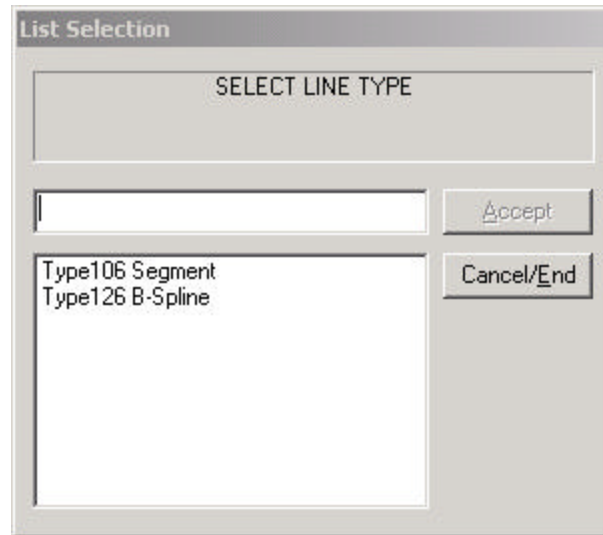 List Selection
SELECT LINE TYPE
Accept
Type106 Segment
Type126 B-Spline
Cancel/End